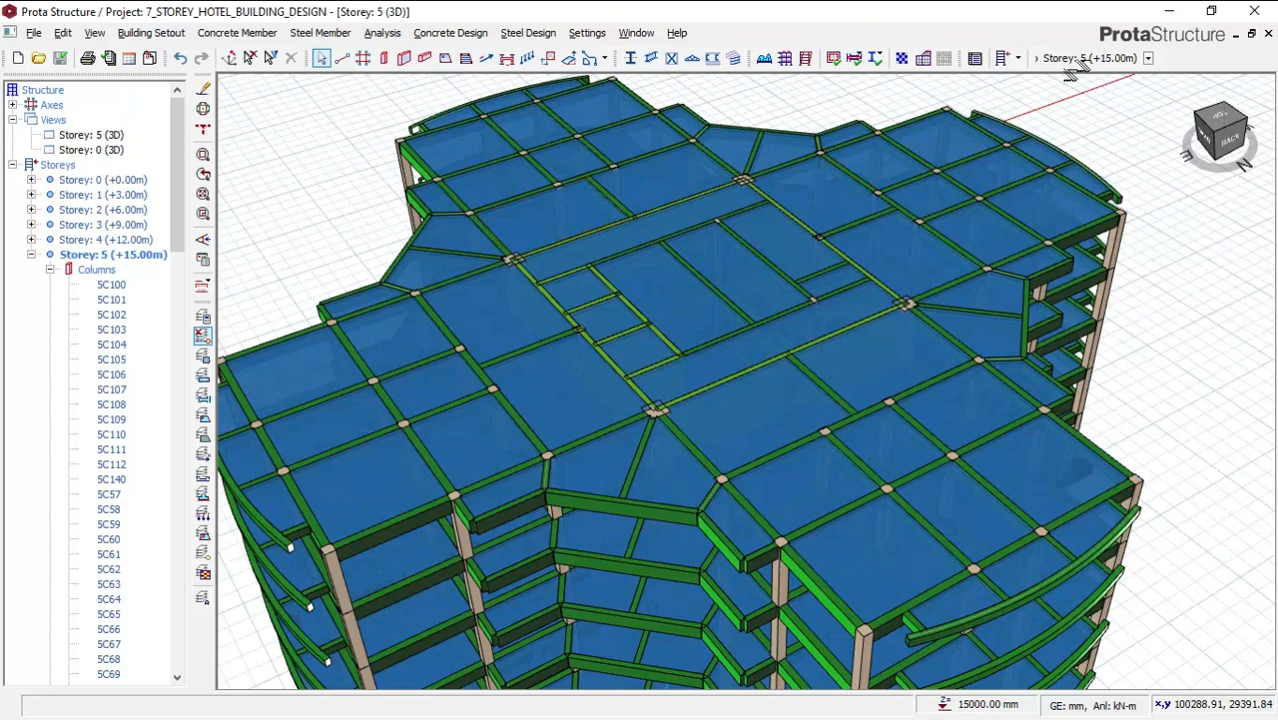 Prota Structure / Project: 7_STOREY_HOTEL_BUILDING_DESIGN - [Storey: 5 (3D)]
File Edit View Building Setout Concrete Member Steel Member Analysis Concrete Design Steel Design Settings Window Help
ProtaStructure
Storey: 5 (+15.00m)
Structure
Axes
Views
Storey: 5 (3D)
Storey: 0 (3D)
Storeys
Storey: 0 (+0.00m)
Storey: 1 (+3.00m)
Storey: 2 (+6.00m)
Storey: 3 (+9.00m)
Storey: 4 (+12.00m)
Storey: 5 (+15.00m)
Columns
5C100
5C101
5C102
5C103
5C104
5C105
5C106
5C107
5C108
5C109
5C110
5C111
5C112
5C140
5C57
5C58
5C59
5C60
5C61
5C62
5C63
5C64
5C65
5C66
5C67
5C68
5C69
BACK
N
Z= 15000.00 mm
GE: mm, Anl: kN-m
x,y 100288.91, 29391.84